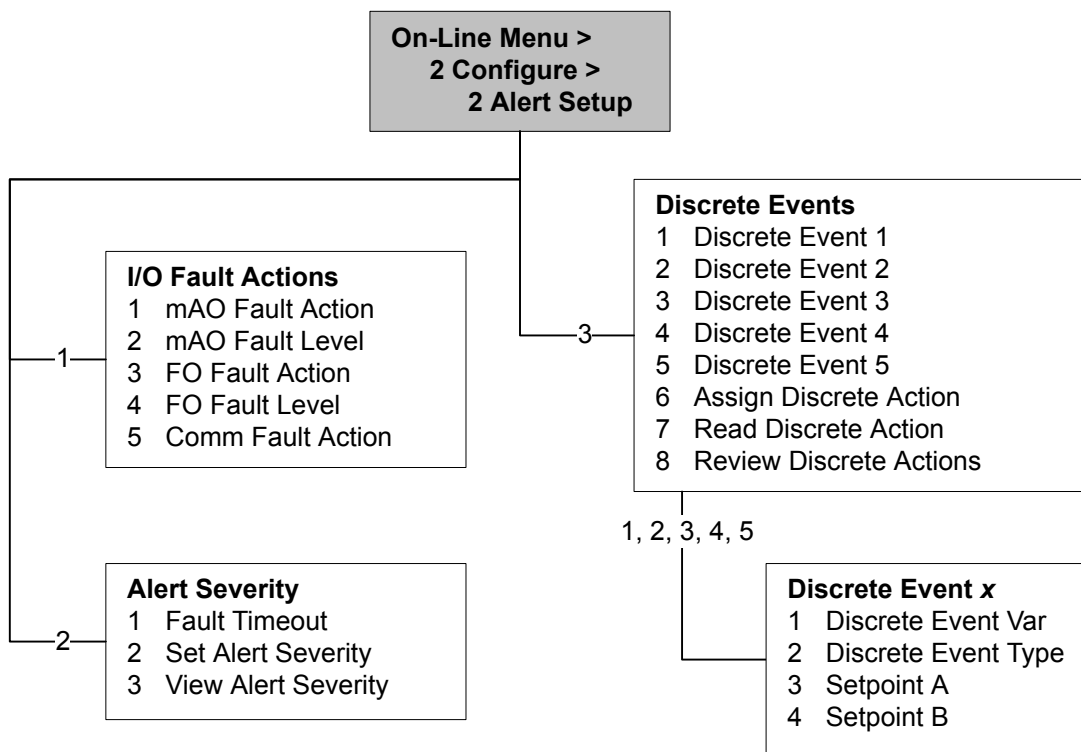 On-Line Menu >
2 Configure >
2 Alert Setup
I/O Fault Actions
1 mAO Fault Action
2 mAO Fault Level
3 FO Fault Action
4 FO Fault Level
5 Comm Fault Action
1
Discrete Events
1 Discrete Event 1
2 Discrete Event 2
3 Discrete Event 3
4 Discrete Event 4
5 Discrete Event 5
6 Assign Discrete Action
7 Read Discrete Action
8 Review Discrete Actions
3
1, 2, 3, 4, 5
Alert Severity
1 Fault Timeout
2 Set Alert Severity
3 View Alert Severity
2
Discrete Event x
1 Discrete Event Var
2 Discrete Event Type
3 Setpoint A
4 Setpoint B